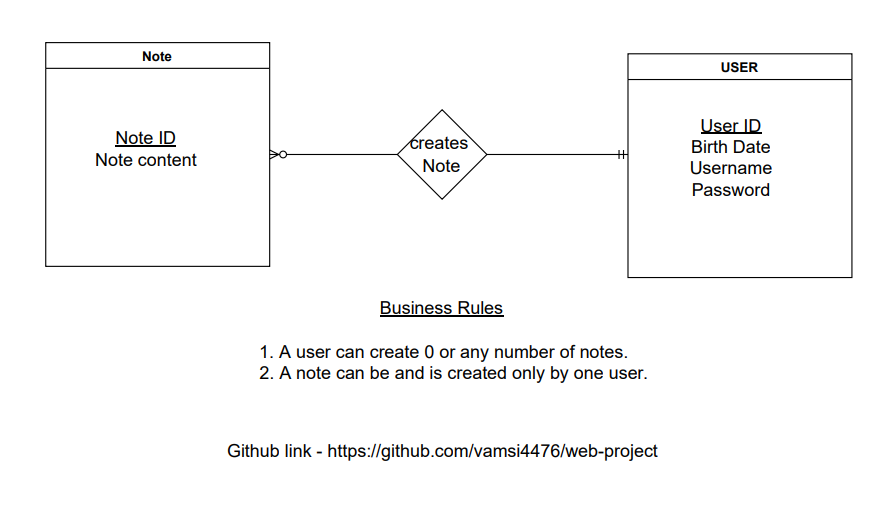 Note
Note ID
Note content
creates
Note
USER
User ID
Birth Date
Username
Password
Business Rules
1. A user can create 0 or any number of notes.
2. A note can be and is created only by one user.
Github link - https://github.com/vamsi4476/web-project